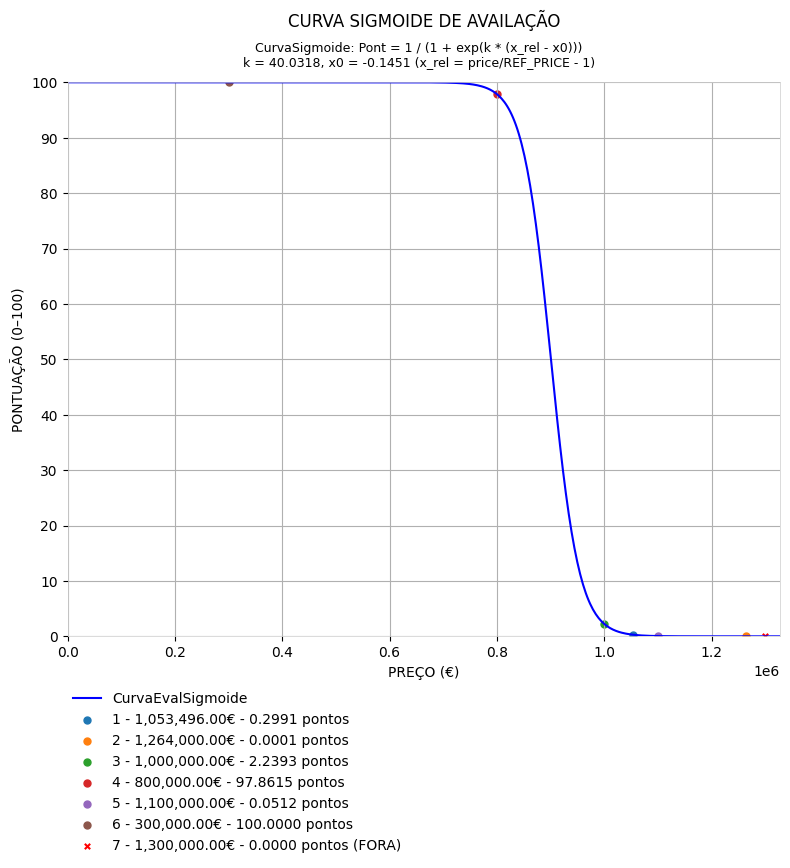 CURVA SIGMOIDE DE AVAILAÇÃO
CurvaSigmoide: Pont = 1 / (1 + exp(k * (x_rel - x0)))
k = 40.0318, x0 = -0.1451 (x_rel = price/REF_PRICE - 1)
PONTUAÇÃO (0–100)
100
90
80
70
60
50
40
30
20
10
0
0.0 0.2 0.4 0.6 0.8 1.0 1.2
1e6
PREÇO (€)
CurvaEvalSigmoide
1 - 1,053,496.00€ - 0.2991 pontos
2 - 1,264,000.00€ - 0.0001 pontos
3 - 1,000,000.00€ - 2.2393 pontos
4 - 800,000.00€ - 97.8615 pontos
5 - 1,100,000.00€ - 0.0512 pontos
6 - 300,000.00€ - 100.0000 pontos
7 - 1,300,000.00€ - 0.0000 pontos (FORA)